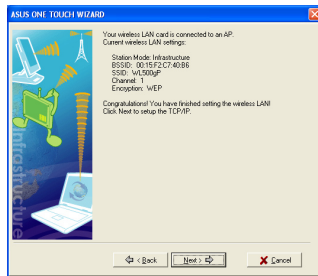 ASUS ONE TOUCH WIZARD
Your wireless LAN card is connected to an AP.
Current wireless LAN settings:
Station Mode: Infrastructure
BSSID: 00:15:F2:C7:40:B6
SSID: WL500gP
Channel: 1
Encryption: WEP
Congratulations! You have finished setting the wireless LAN!
Click Next to setup the TCP/IP.
Infrastructure
< Back
Next >
Cancel